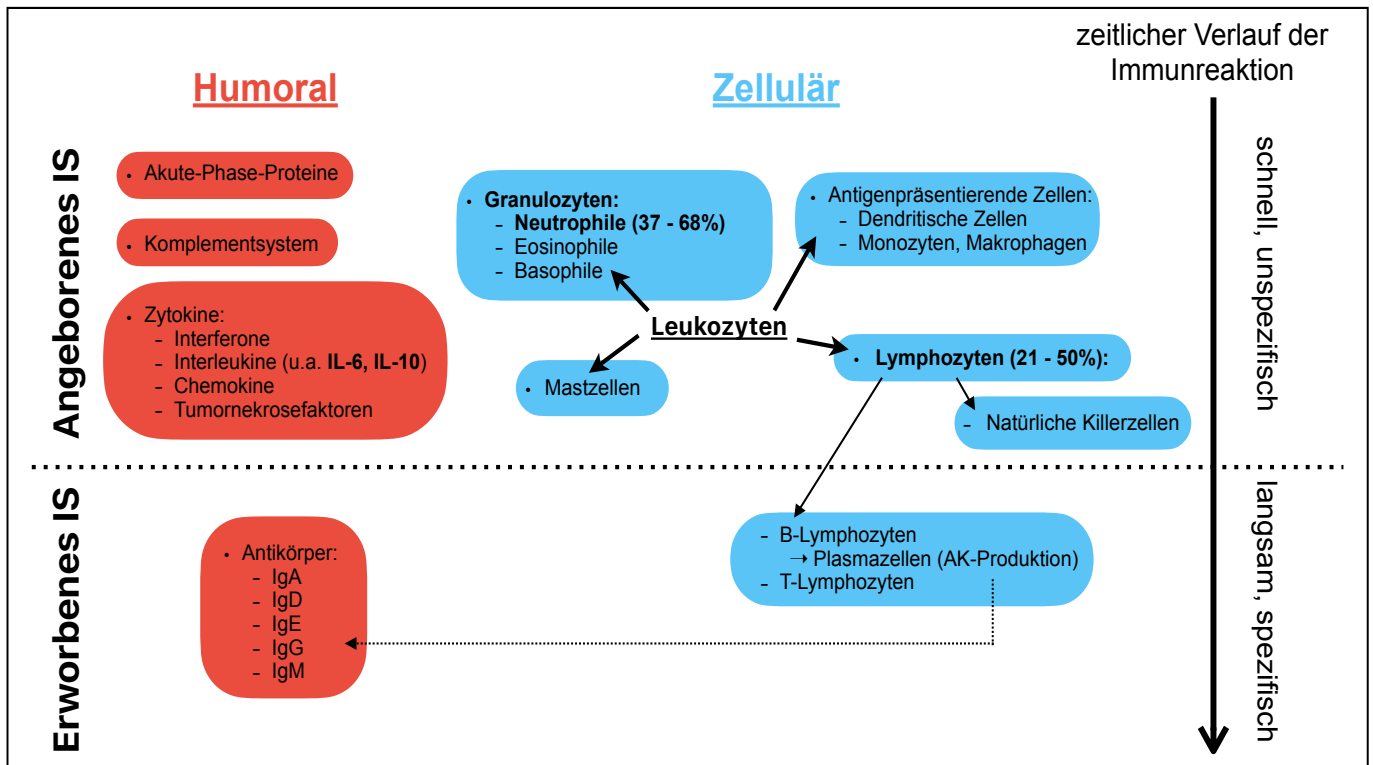 zeitlicher Verlauf der
Immunreaktion
Humoral
Zellulär
Angeborenes IS
• Akute-Phase-Proteine
• Komplementsystem
• Zytokine:
- Interferone
- Interleukine (u.a. IL-6, IL-10)
- Chemokine
- Tumornekrosefaktoren
• Granulozyten:
- Neutrophile (37 - 68%)
- Eosinophile
- Basophile
• Antigenpräsentierende Zellen:
- Dendritische Zellen
- Monozyten, Makrophagen
Leukozyten
• Mastzellen
• Lymphozyten (21 - 50%):
- Natürliche Killerzellen
schnell, unspezifisch
Erworbenes IS
• Antikörper:
- IgA
- IgD
- IgE
- IgG
- IgM
- B-Lymphozyten
→ Plasmazellen (AK-Produktion)
- T-Lymphozyten
langsam, spezifisch